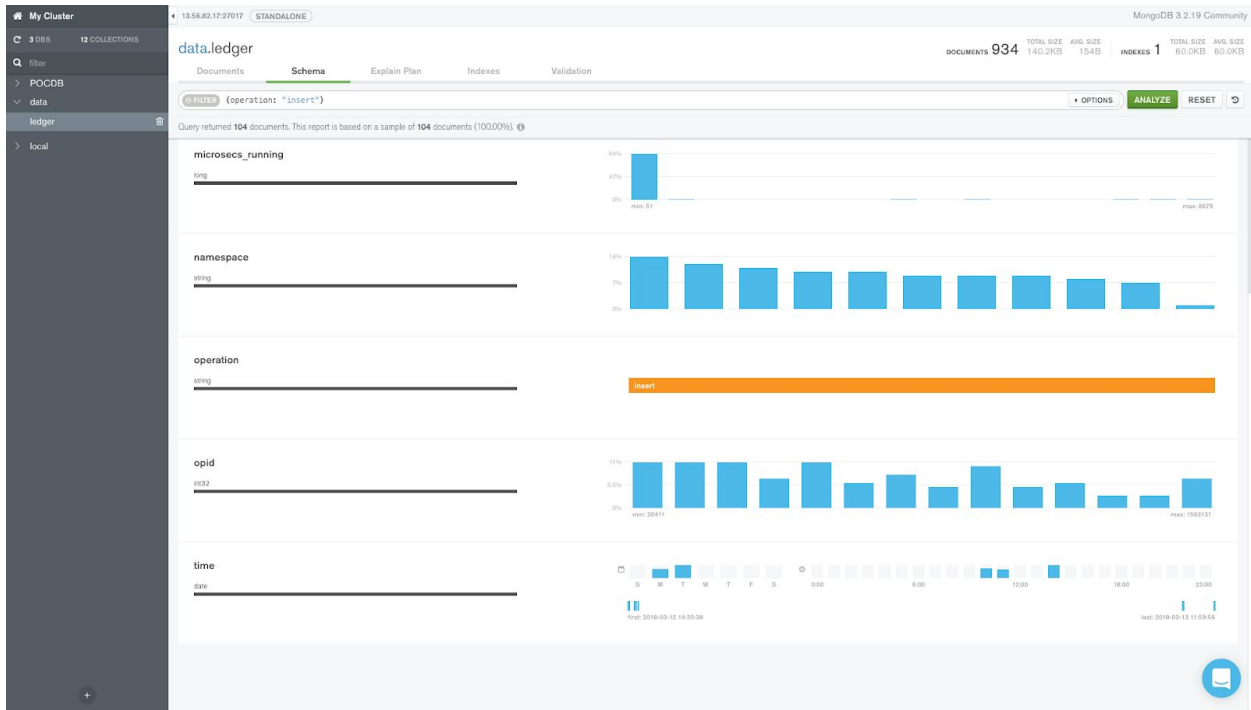 My Cluster
13.56.82.17:27017 STANDALONE
MongoDB 3.2.19 Community
3 DBS 12 COLLECTIONS
filter
POCDB
data
ledger
local
data.ledger
DOCUMENTS 934 TOTAL SIZE 140.2KB AVG. SIZE 154B INDEXES 1 TOTAL SIZE 60.0KB AVG. SIZE 60.0KB
Documents Schema Explain Plan Indexes Validation
FILTER {operation: "insert"} OPTIONS ANALYZE RESET
Query returned 104 documents. This report is based on a sample of 104 documents (100.00%).
microsecs_running
long
94%
47%
0%
min: 51 max: 8679
namespace
string
14%
7%
0%
operation
string
insert
opid
int32
11%
5.5%
0%
min: 20411 max: 1593131
time
date
S M T W T F S 0:00 6:00 12:00 18:00 23:00
first: 2018-03-12 14:35:38 last: 2018-03-13 11:59:56
+